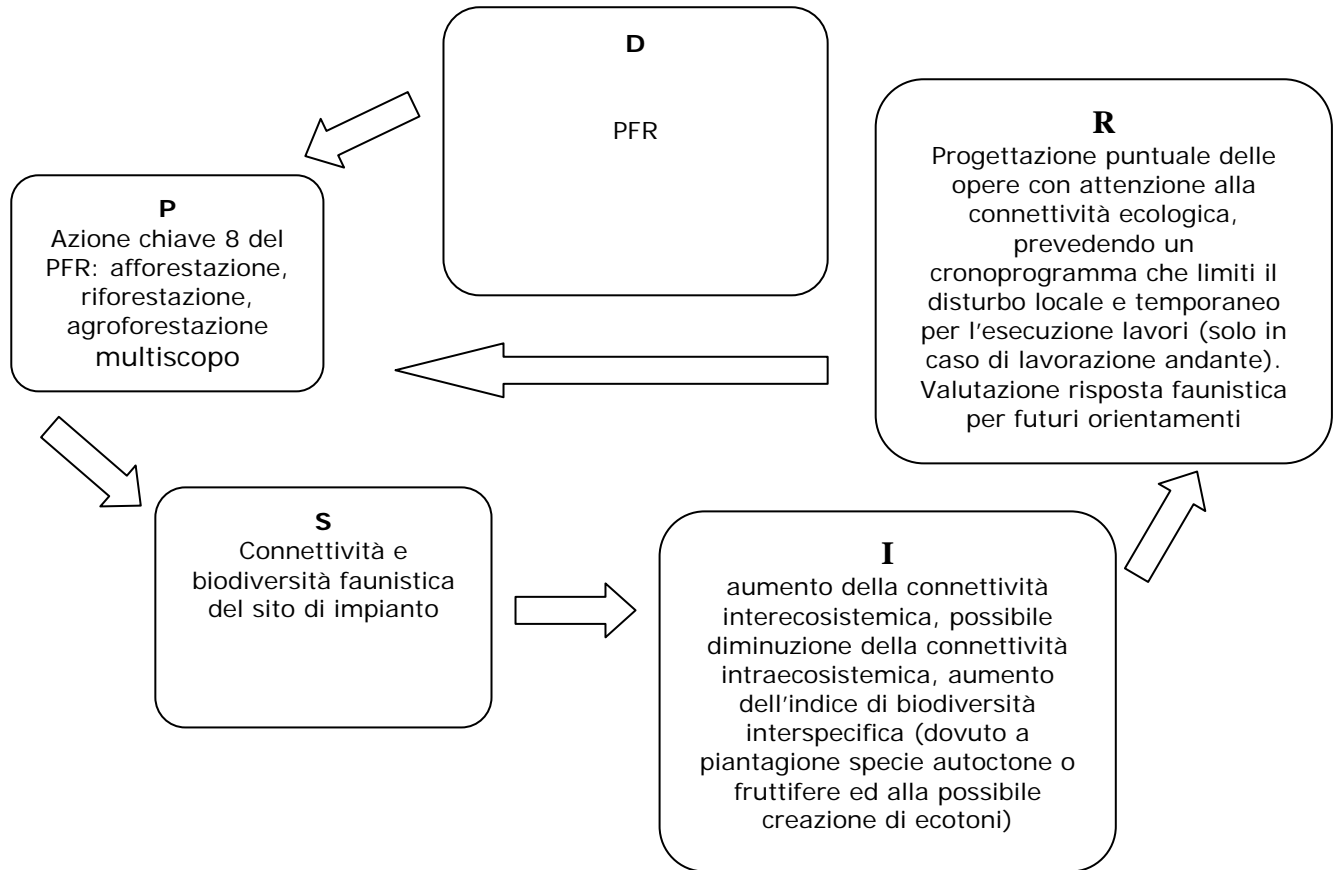 D
PFR
P
Azione chiave 8 del
PFR: afforestazione,
riforestazione,
agroforestazione
multiscopo
S
Connettività e
biodiversità faunistica
del sito di impianto
I
aumento della connettività
interecosistemica, possibile
diminuzione della connettività
intraecosistemica, aumento
dell'indice di biodiversità
interspecifica (dovuto a
piantagione specie autoctone o
fruttifere ed alla possibile
creazione di ecotoni)
R
Progettazione puntuale delle
opere con attenzione alla
connettività ecologica,
prevedendo un
cronoprogramma che limiti il
disturbo locale e temporaneo
per l'esecuzione lavori (solo in
caso di lavorazione andante).
Valutazione risposta faunistica
per futuri orientamenti